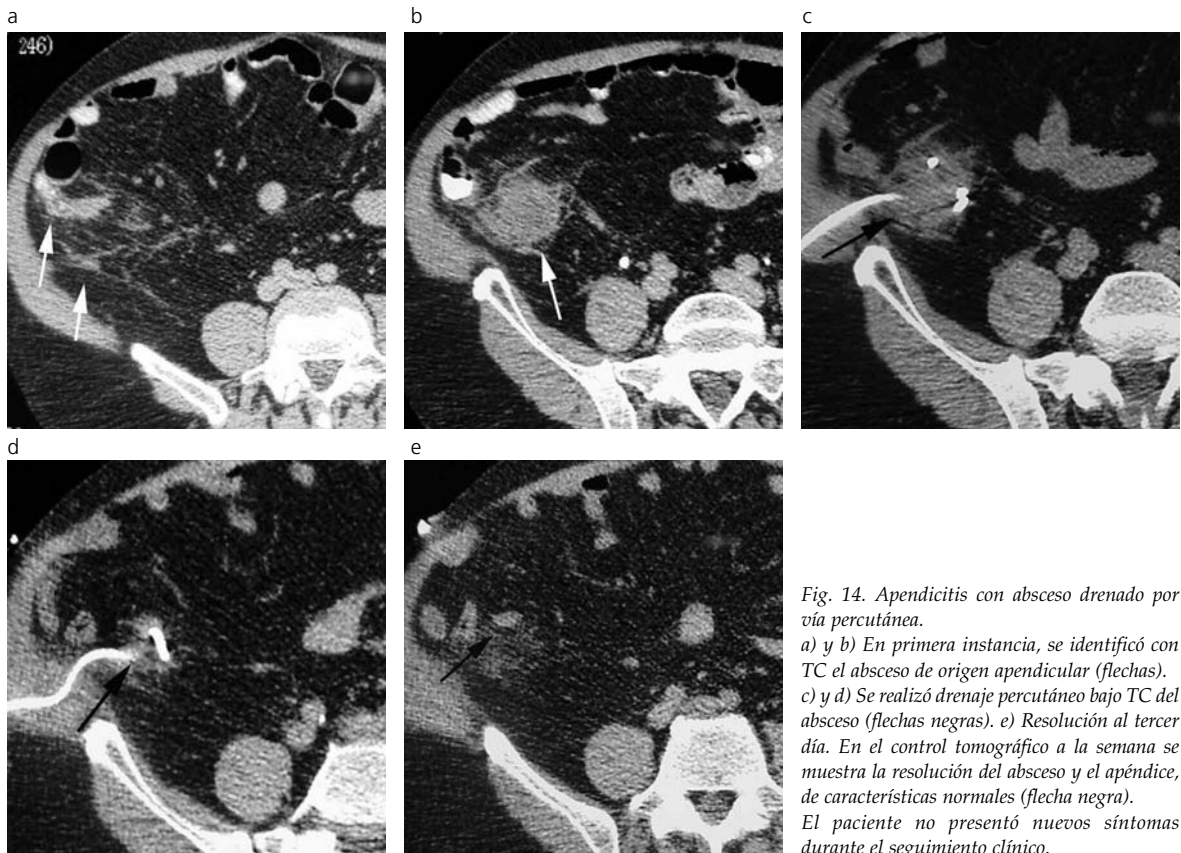 a
b
c
246)
d
e
Fig. 14. Apendicitis con absceso drenado por
vía percutánea.
a) y b) En primera instancia, se identificó con
TC el absceso de origen apendicular (flechas).
c) y d) Se realizó drenaje percutáneo bajo TC del
absceso (flechas negras). e) Resolución al tercer
día. En el control tomográfico a la semana se
muestra la resolución del absceso y el apéndice,
de características normales (flecha negra).
El paciente no presentó nuevos síntomas
durante el seguimiento clínico.